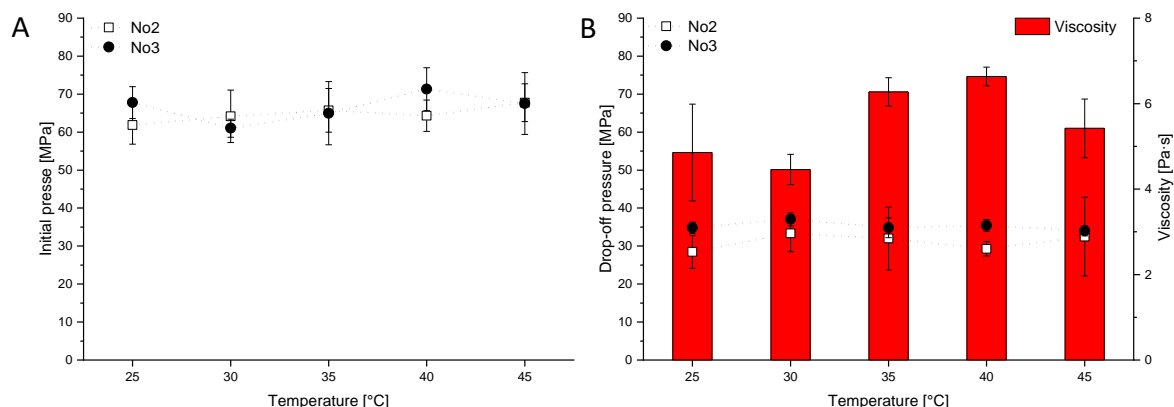 A
No2
No3
90
80
70
60
50
40
30
20
10
0
Initial presse [MPa]
25 30 35 40 45
Temperature [°C]
B
No2
No3
Viscosity
90
80
70
60
50
40
30
20
10
0
Drop-off pressure [MPa]
8
6
4
2
0
Viscosity [Pa·s]
25 30 35 40 45
Temperature [°C]